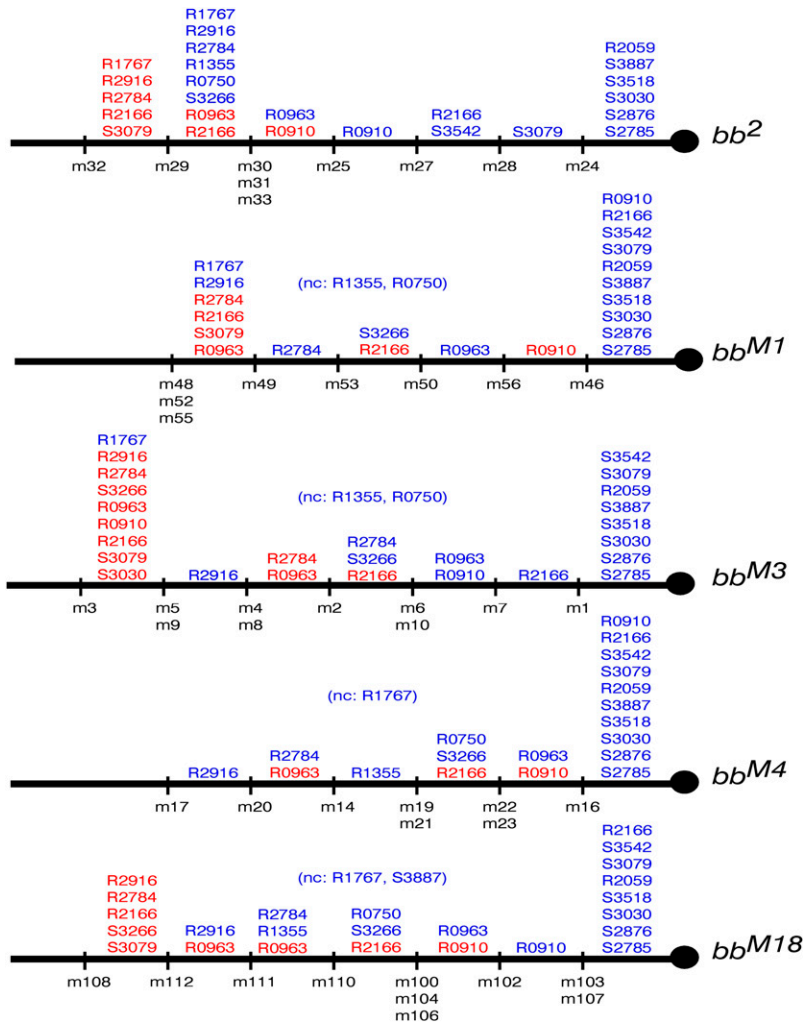 R1767
R2916
R2784
R2166
S3079
R1767
R2916
R2784
R1355
R0750
S3266
R0963
R2166
R0963
R0910
R0910
R2166
S3542
S3079
R2059
S3887
S3518
S3030
S2876
S2785
bb2
m32
m29
m30
m31
m33
m25
m27
m28
m24
R1767
R2916
R2784
R2166
S3079
R0963
(nc: R1355, R0750)
R2784
S3266
R2166
R0963
R0910
R0910
R2166
S3542
S3079
R2059
S3887
S3518
S3030
S2876
S2785
bbM1
m48
m52
m55
m49
m53
m50
m56
m46
R1767
R2916
R2784
S3266
R0963
R0910
R2166
S3079
S3030
(nc: R1355, R0750)
R2916
R2784
R0963
R2784
S3266
R2166
R0963
R0910
R2166
S3542
S3079
R2059
S3887
S3518
S3030
S2876
S2785
bbM3
m3
m5
m9
m4
m8
m2
m6
m10
m7
m1
(nc: R1767)
R2916
R2784
R0963
R1355
R0750
S3266
R2166
R0963
R0910
R0910
R2166
S3542
S3079
R2059
S3887
S3518
S3030
S2876
S2785
bbM4
m17
m20
m14
m19
m21
m22
m23
m16
(nc: R1767, S3887)
R2916
R2784
R2166
S3266
S3079
R2916
R0963
R2784
R1355
R0963
R0750
S3266
R2166
R0963
R0910
R0910
R2166
S3542
S3079
R2059
S3518
S3030
S2876
S2785
bbM18
m108
m112
m111
m110
m100
m104
m106
m102
m103
m107